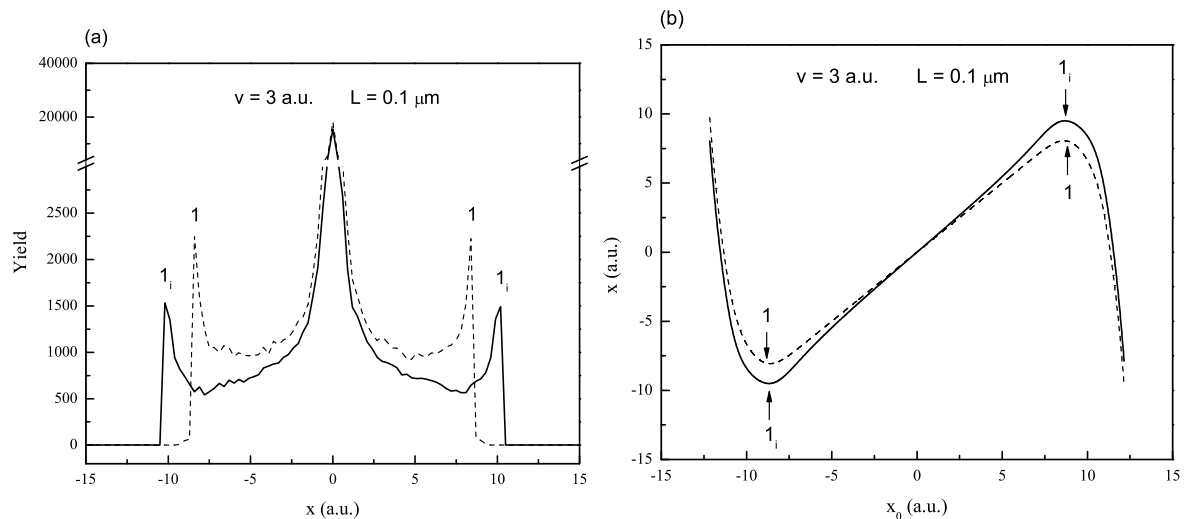 (a)
40000
20000
2500
2000
1500
1000
500
0
Yield
v = 3 a.u. L = 0.1 μm
1
1
1i
1i
-15 -10 -5 0 5 10 15
x (a.u.)
(b)
15
10
5
0
-5
-10
-15
x (a.u.)
v = 3 a.u. L = 0.1 μm
1i
1
1
1i
-15 -10 -5 0 5 10 15
x0 (a.u.)